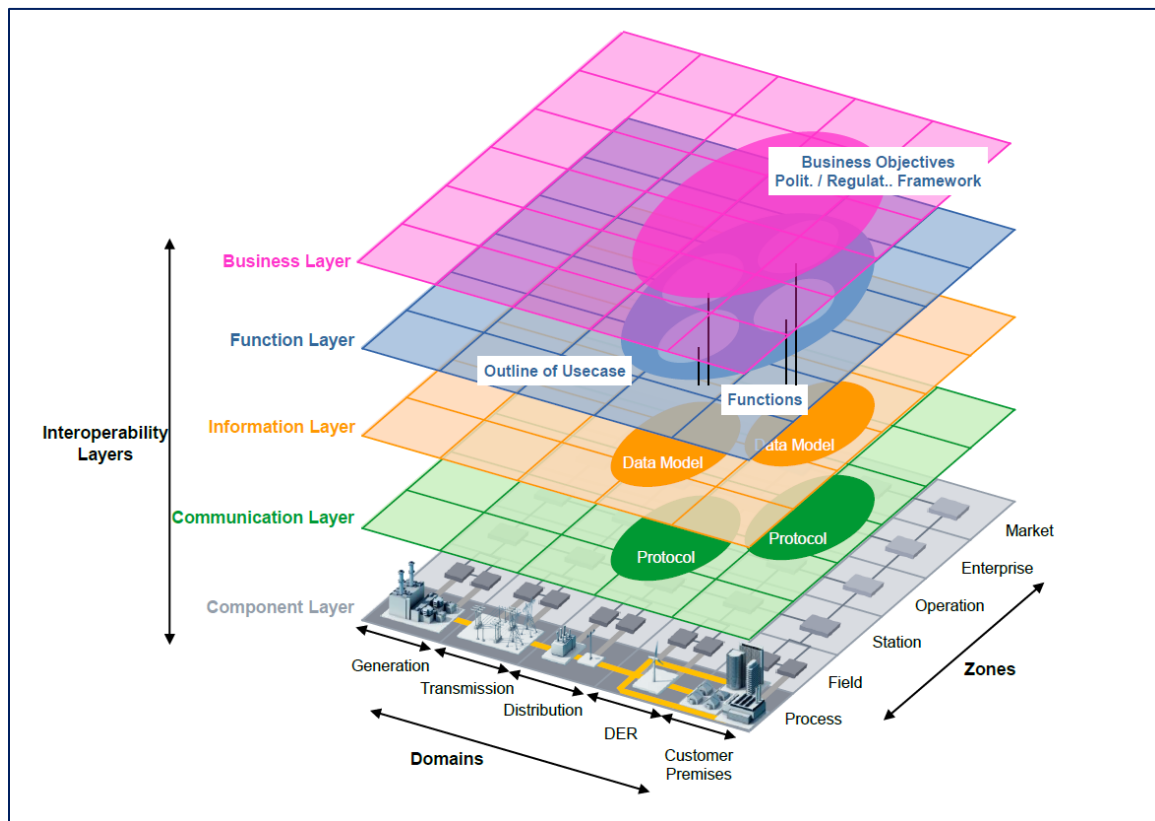 Business Objectives
Polit. / Regulat.. Framework
Business Layer
Function Layer
Outline of Usecase
Functions
Interoperability
Layers
Information Layer
Data Model
Data Model
Communication Layer
Protocol
Protocol
Component Layer
Market
Enterprise
Operation
Station
Field
Process
Zones
Generation
Transmission
Distribution
DER
Customer
Premises
Domains